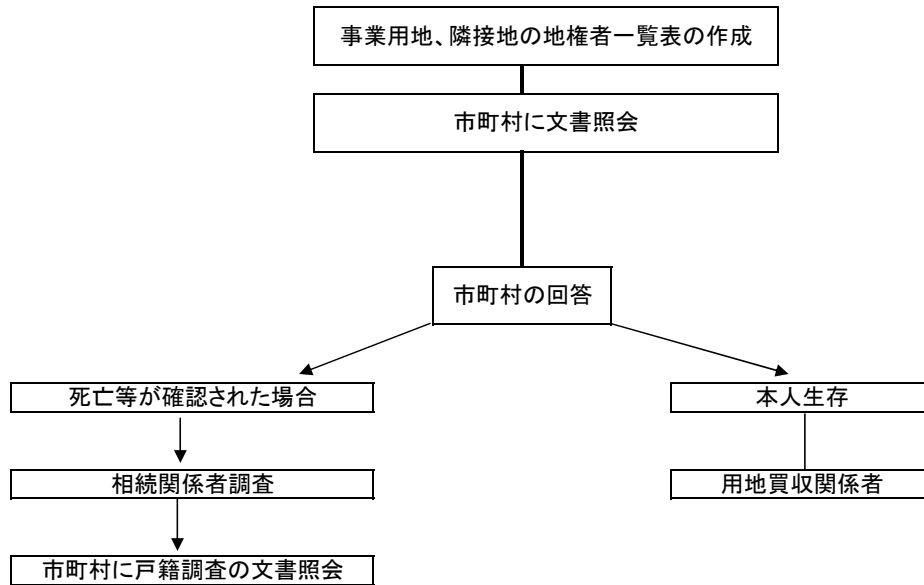 事業用地、隣接地の地権者一覧表の作成
市町村に文書照会
市町村の回答
死亡等が確認された場合
本人生存
相続関係者調査
用地買収関係者
市町村に戸籍調査の文書照会